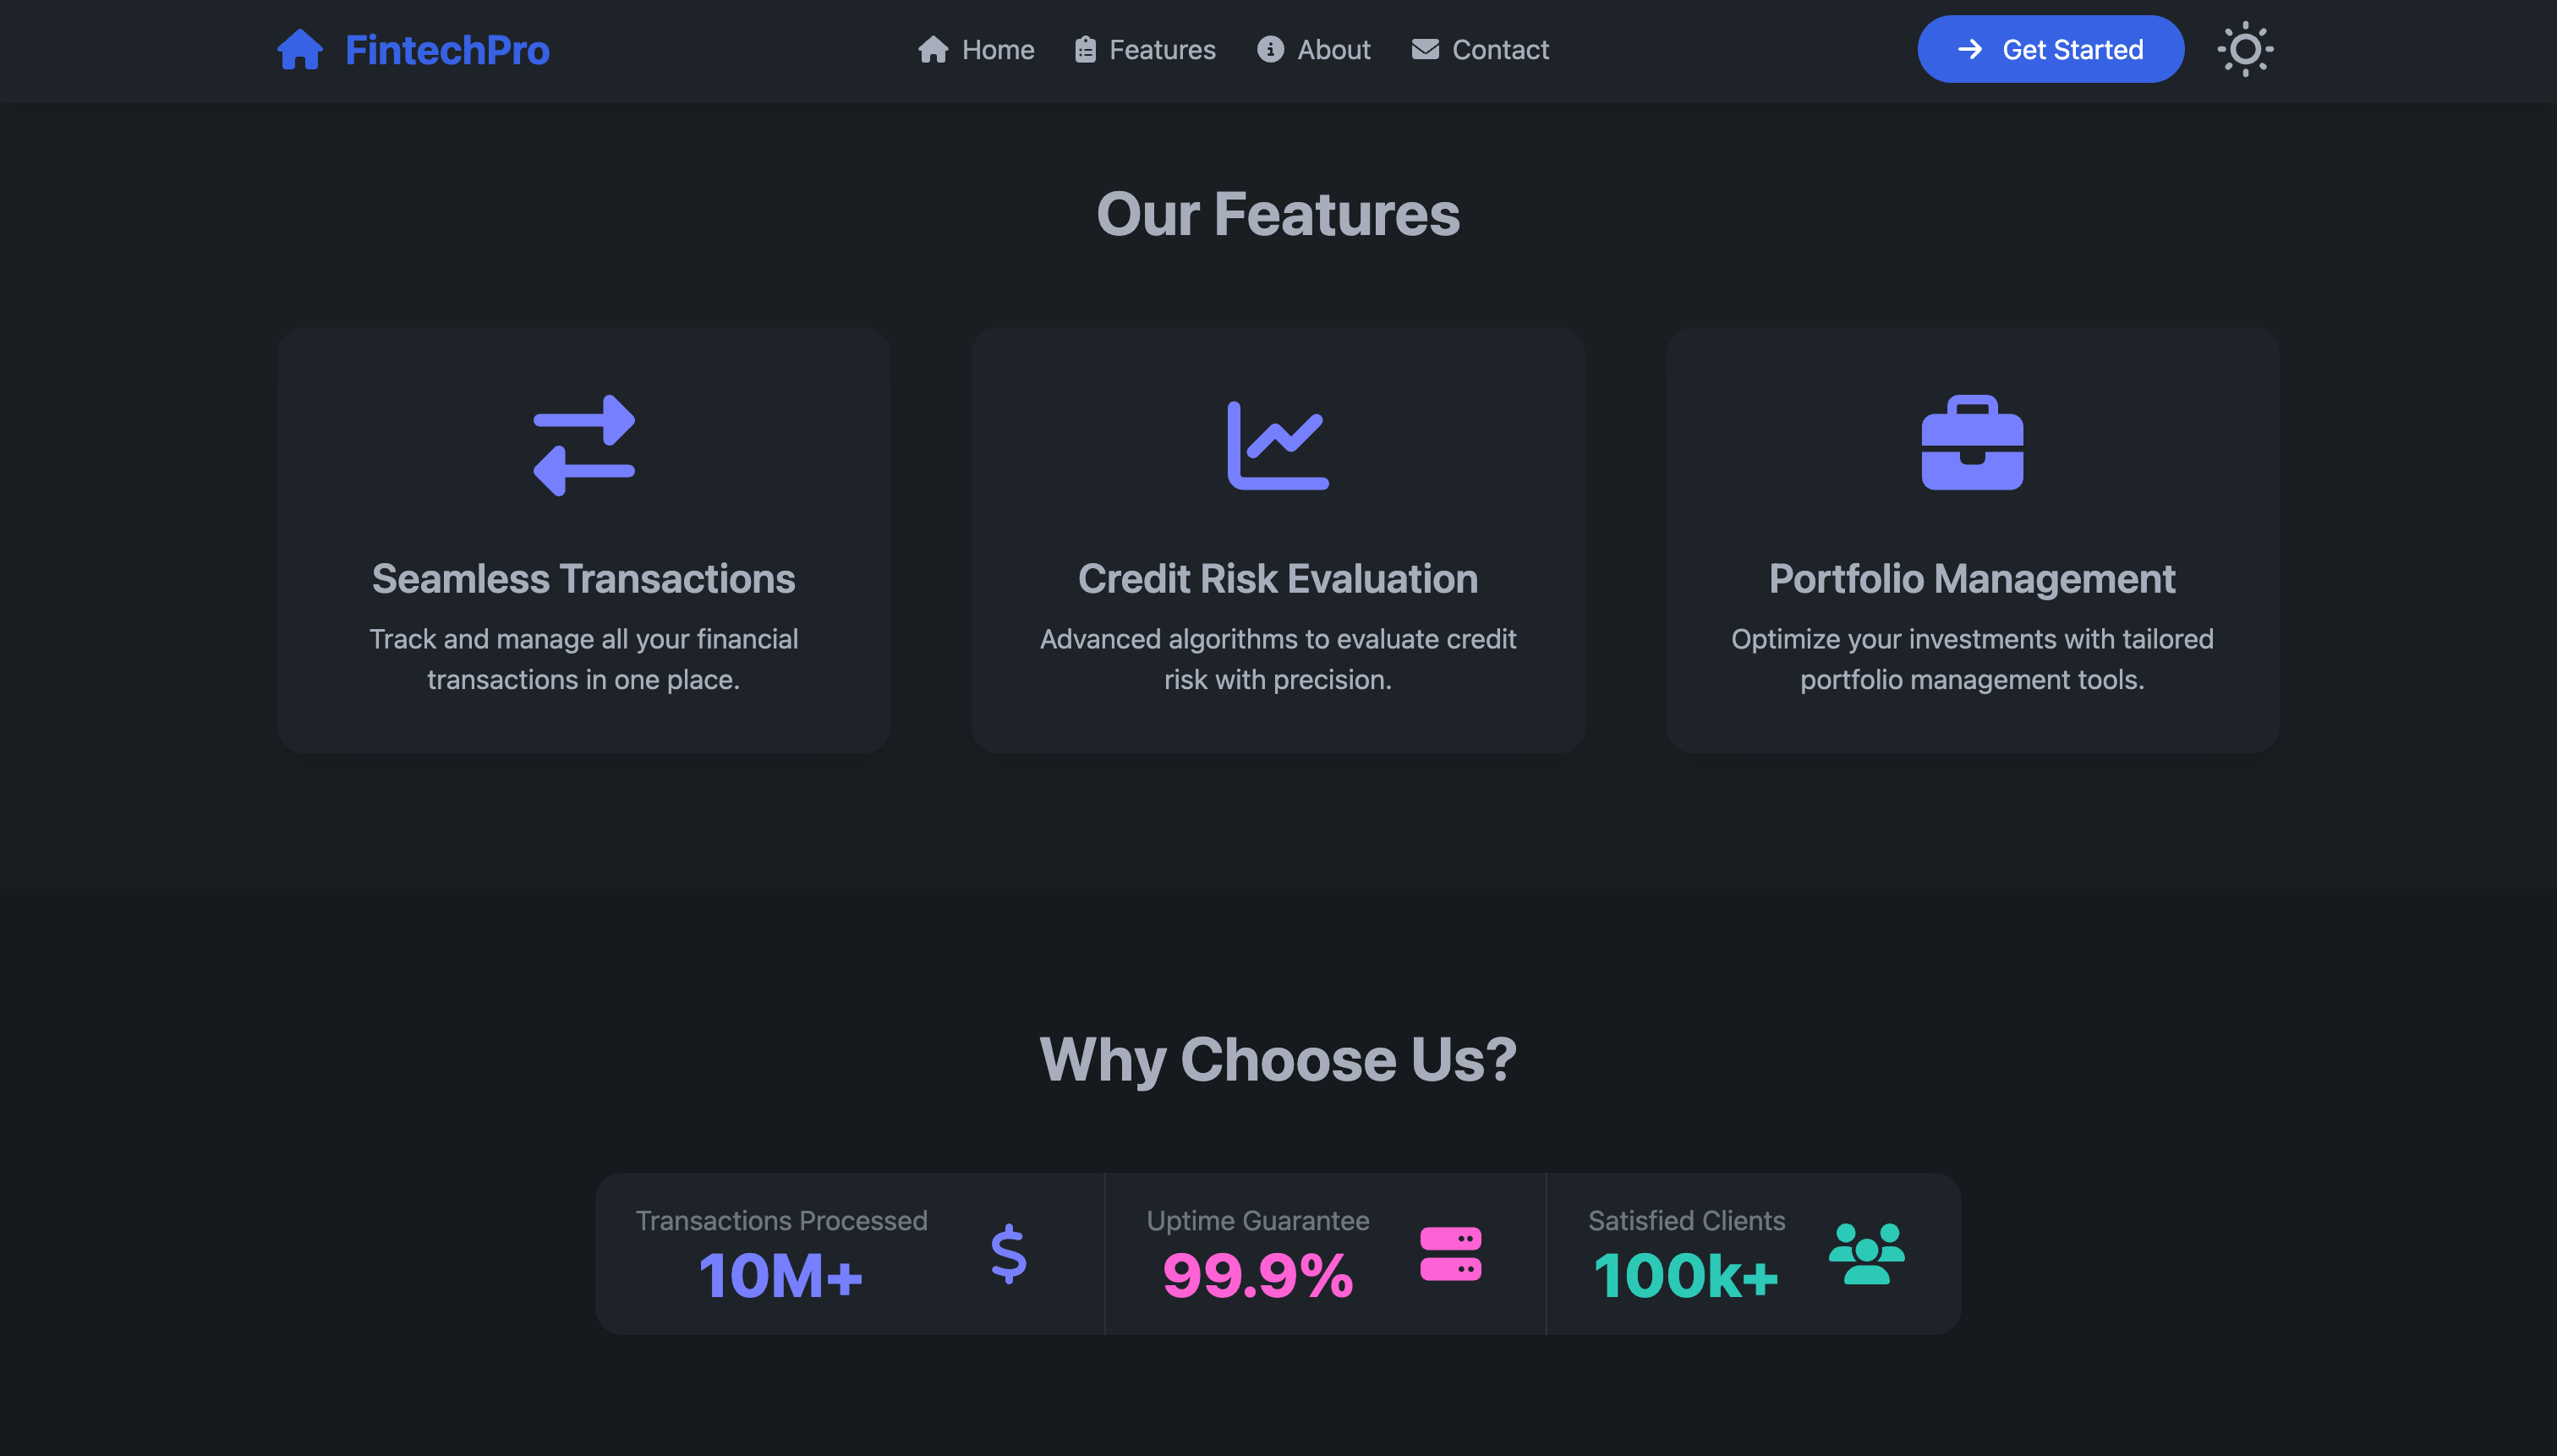 FintechPro
Home
Features
About
Contact
Get Started
Our Features
Seamless Transactions
Track and manage all your financial
transactions in one place.
Credit Risk Evaluation
Advanced algorithms to evaluate credit
risk with precision.
Portfolio Management
Optimize your investments with tailored
portfolio management tools.
Why Choose Us?
Transactions Processed
10M+
Uptime Guarantee
99.9%
Satisfied Clients
100k+